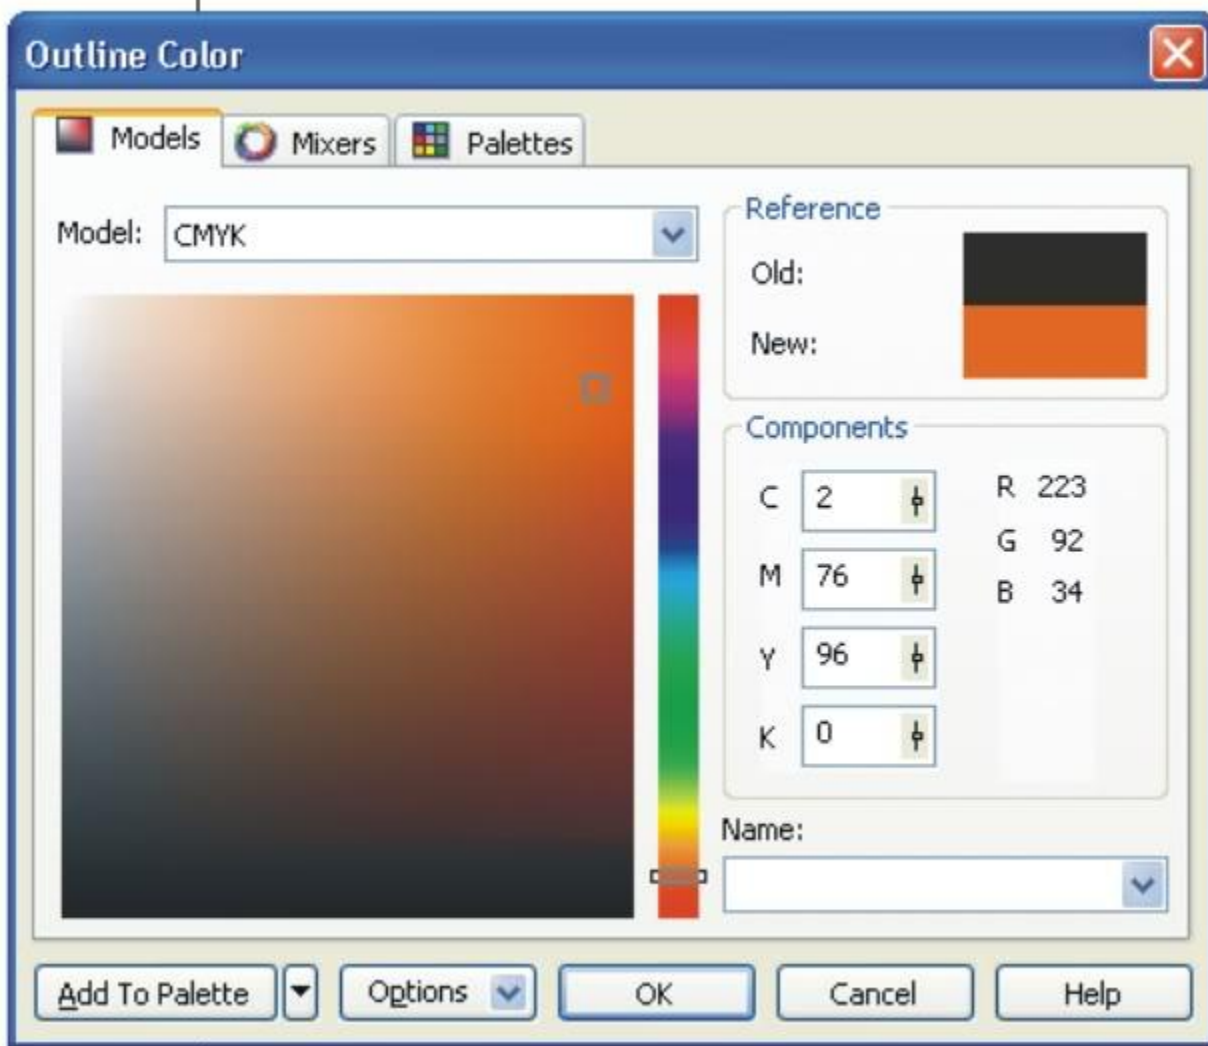 Outline Color
Models
Mixers
Palettes
Model: CMYK
Reference
Old:
New:
Components
C 2 R 223
M 76 G 92
Y 96 B 34
K 0
Name:
Add To Palette
Options
OK
Cancel
Help